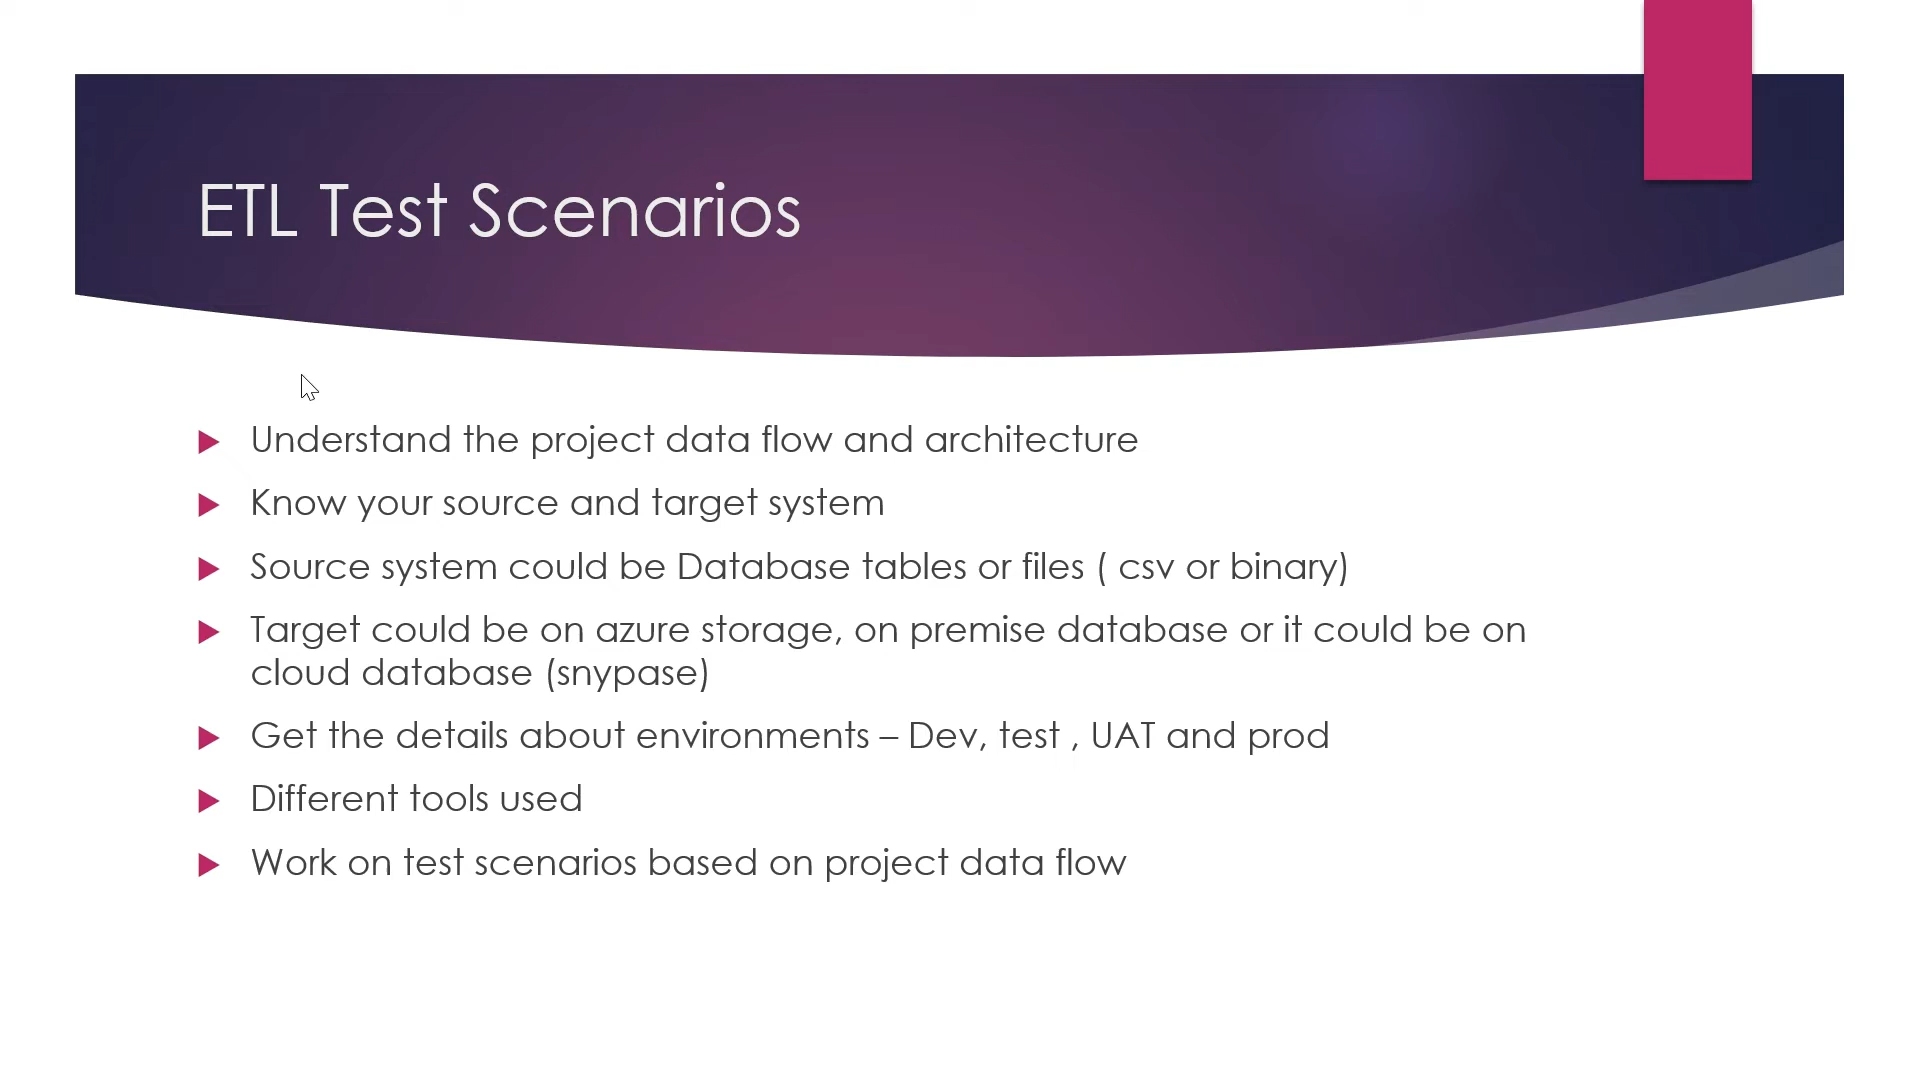 ETL Test Scenarios
Understand the project data flow and architecture
Know your source and target system
Source system could be Database tables or files ( csv or binary)
Target could be on azure storage, on premise database or it could be on
cloud database (snypase)
Get the details about environments – Dev, test , UAT and prod
Different tools used
Work on test scenarios based on project data flow